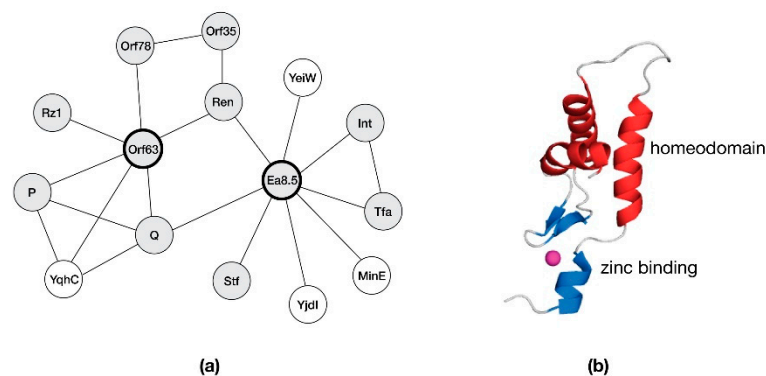 Orf78
Orf35
YeiW
Ren
Rz1
Int
Orf63
homeodomain
Ea8.5
P
Tfa
Q
zinc binding
YqhC
Stf
MinE
YjdI
(a)
(b)